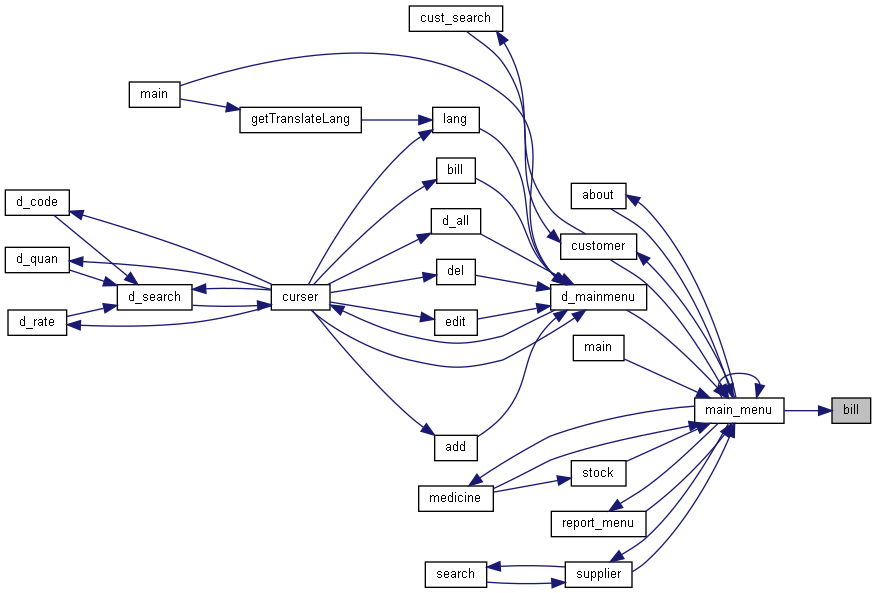 cust_search
main
getTranslateLang
lang
bill
about
d_code
d_all
customer
d_quan
del
d_search
curser
d_mainmenu
d_rate
edit
main
main_menu
bill
add
stock
medicine
report_menu
search
supplier